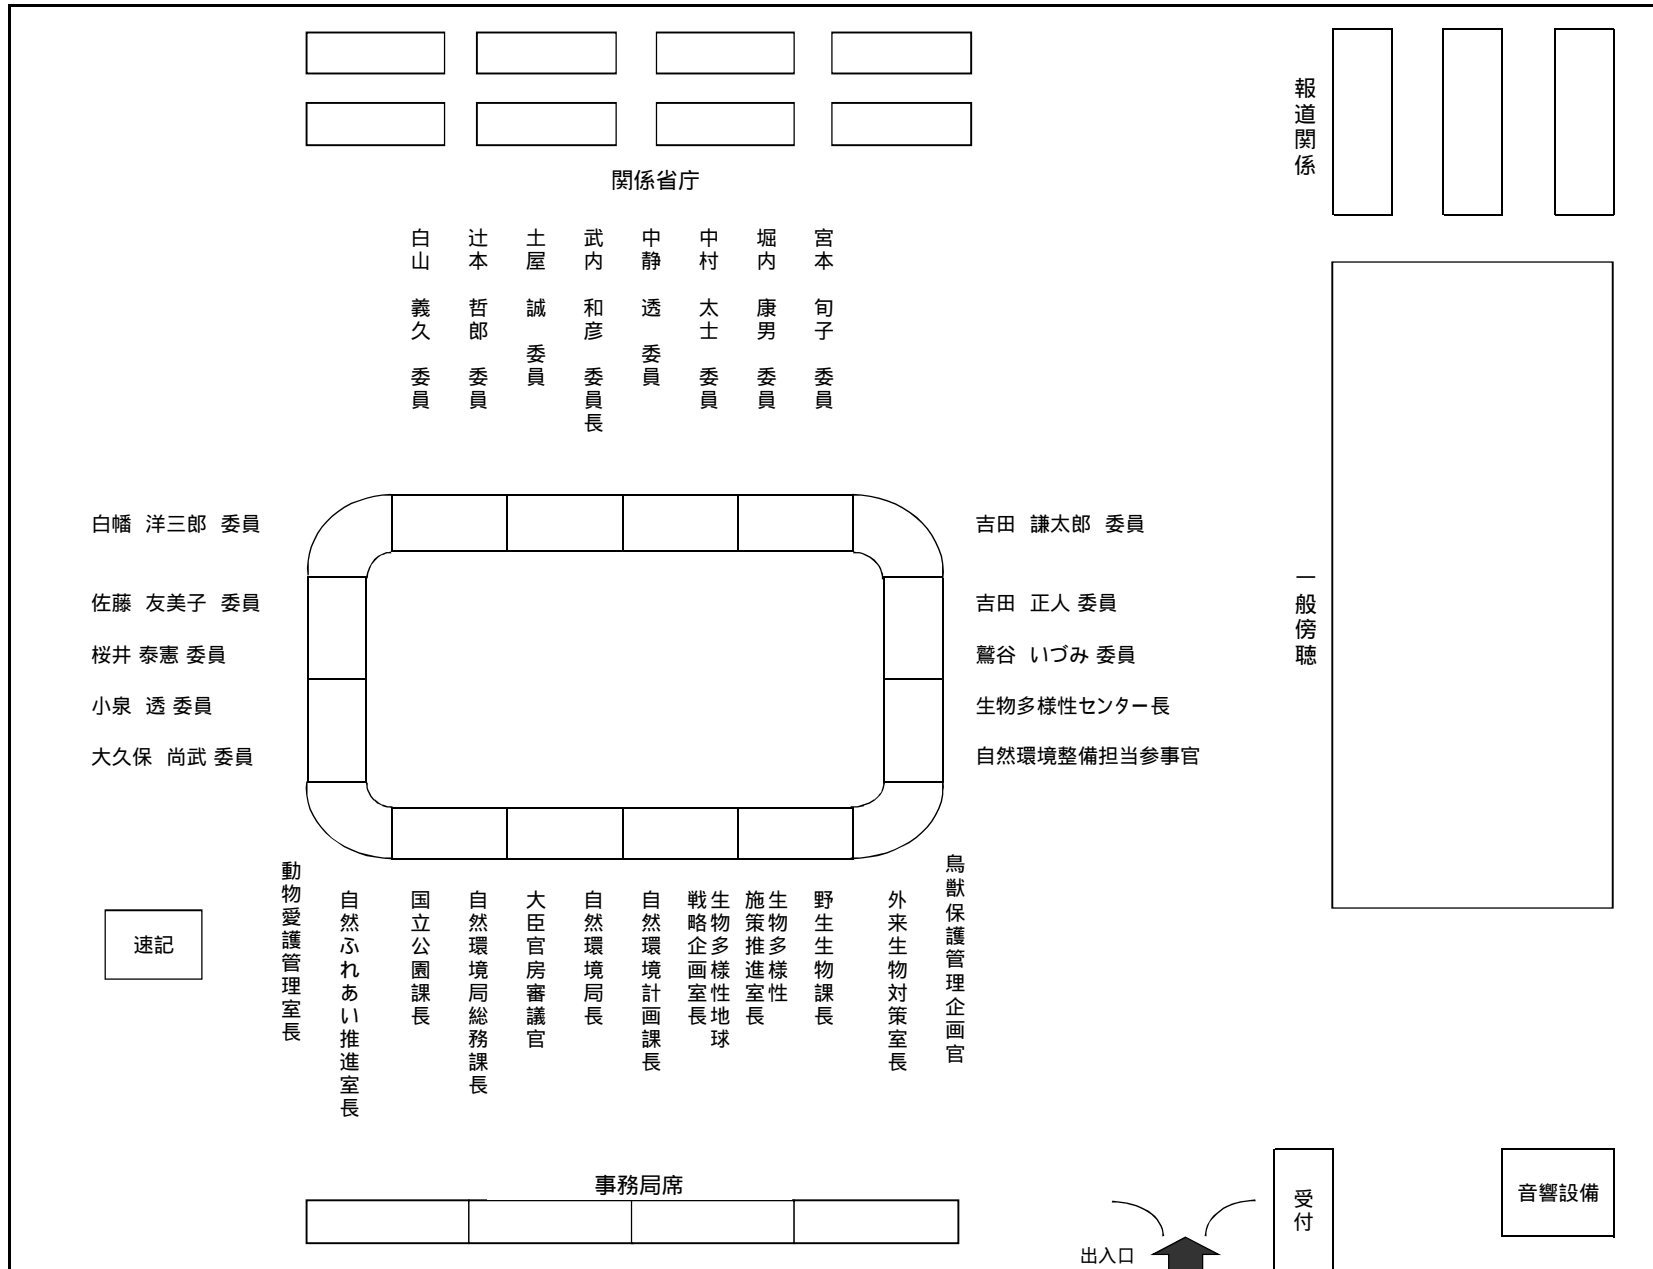 関係省庁
報道関係
白山 義久 委員
辻本 哲郎 委員
土屋 誠 委員
武内 和彦 委員長
中静 透 委員
中村 太士 委員
堀内 康男 委員
宮本 旬子 委員
白幡 洋三郎 委員
佐藤 友美子 委員
桜井 泰憲 委員
小泉 透 委員
大久保 尚武 委員
吉田 謙太郎 委員
吉田 正人 委員
鷲谷 いづみ 委員
生物多様性センター長
自然環境整備担当参事官
一般傍聴
速記
動物愛護管理室長
自然ふれあい推進室長
国立公園課長
自然環境局総務課長
大臣官房審議官
自然環境局長
自然環境計画課長
生物多様性地球
戦略企画室長
生物多様性
施策推進室長
野生生物課長
外来生物対策室長
鳥獣保護管理企画官
事務局席
出入口
受付
音響設備